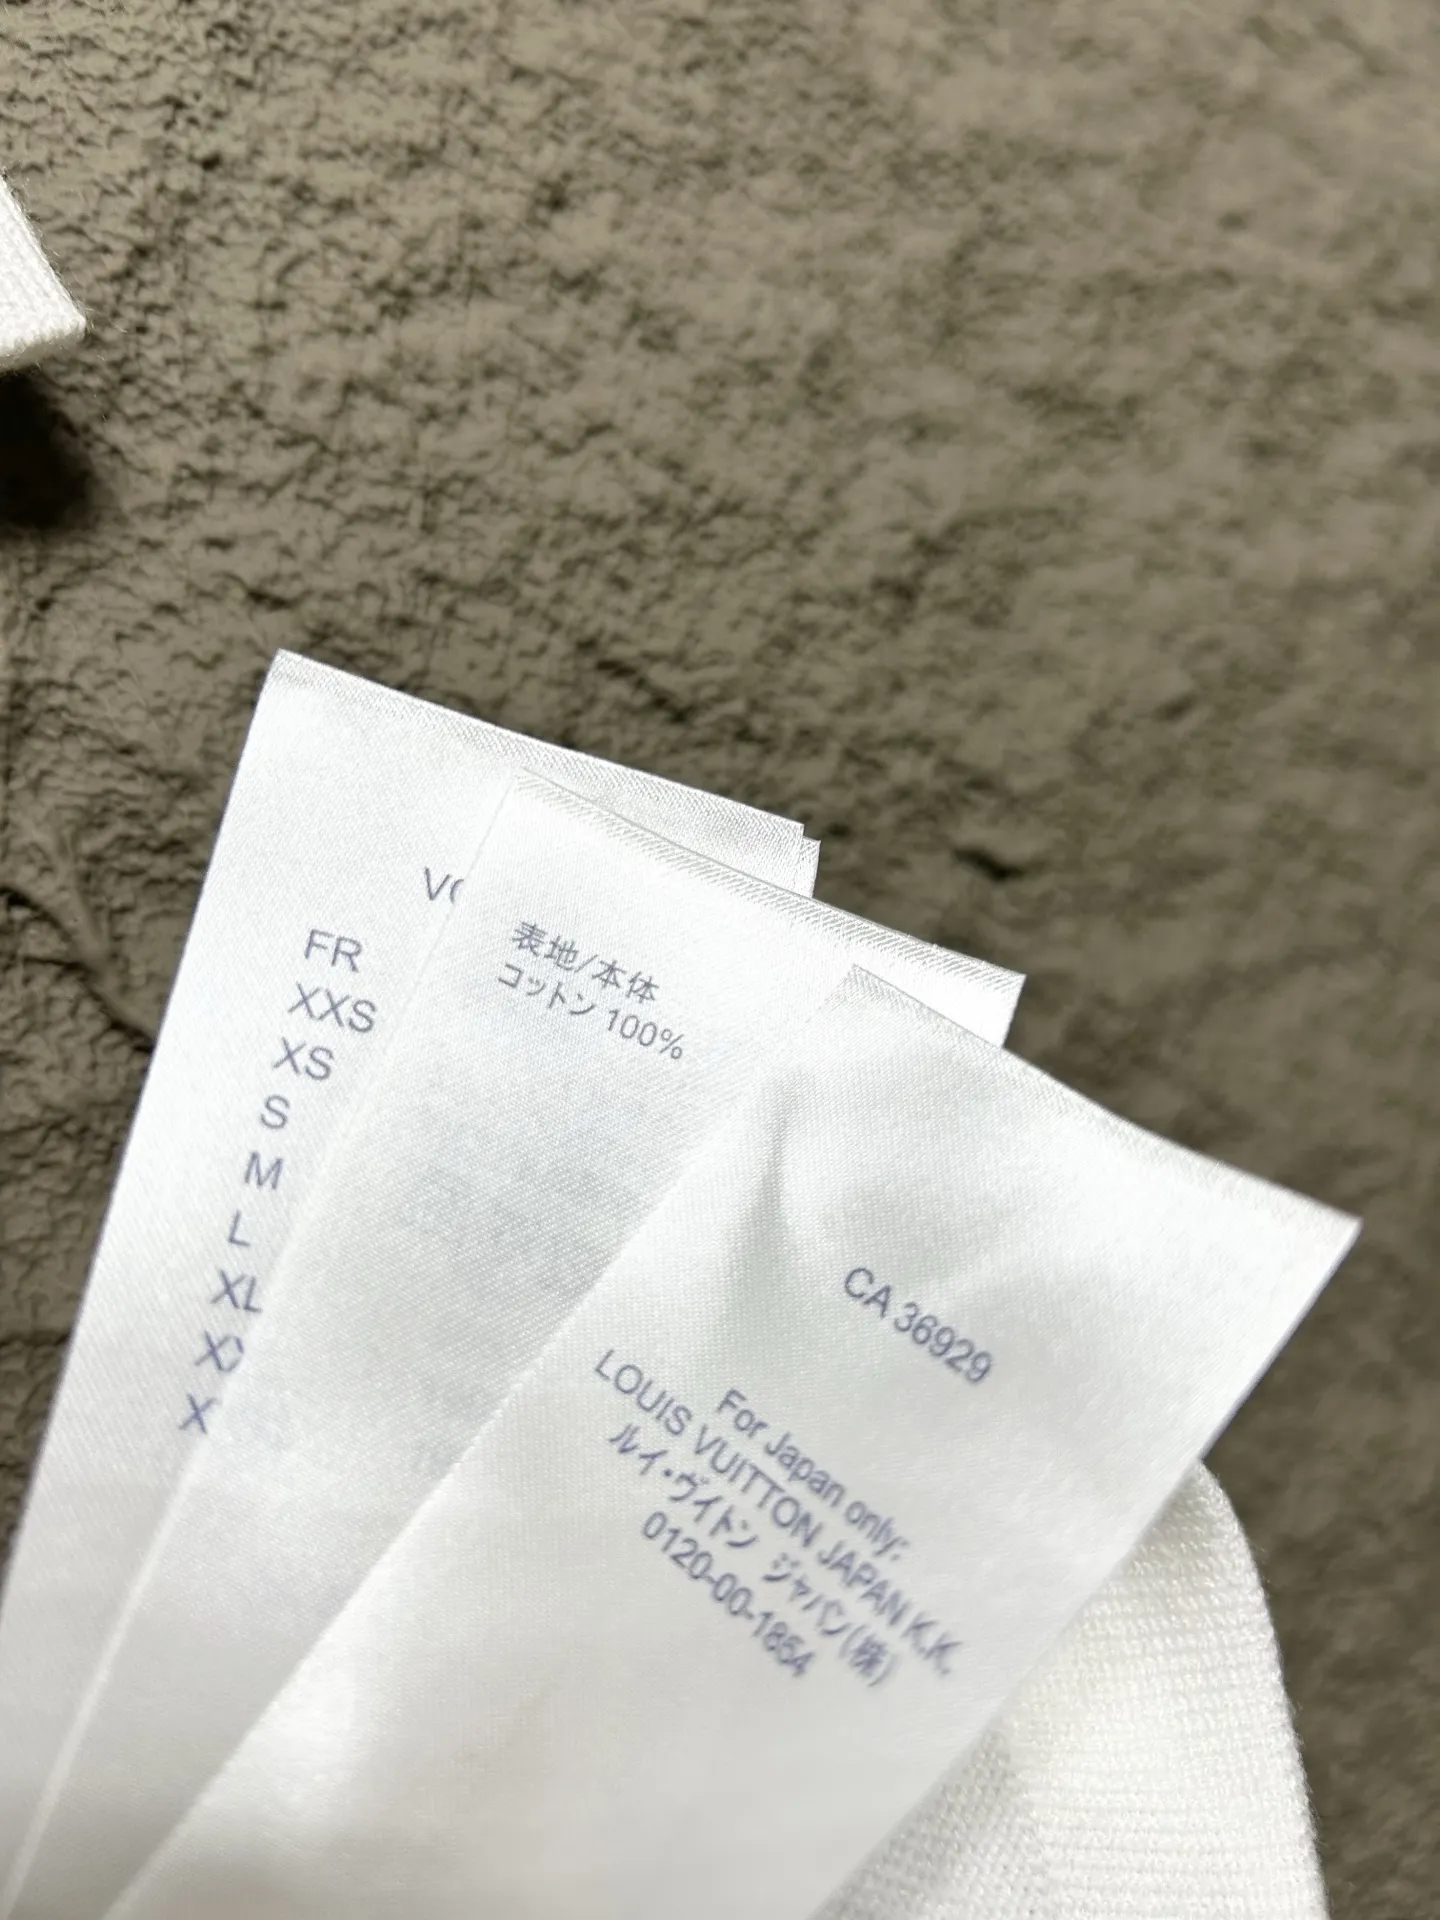 FR
XXS
XS
S
M
L
XL
表地/本体
コットン 100%
CA 36929
For Japan only:
LOUIS VUITTON JAPAN K.K.
ルイ・ヴィトン ジャパン(株)
0120-00-1854